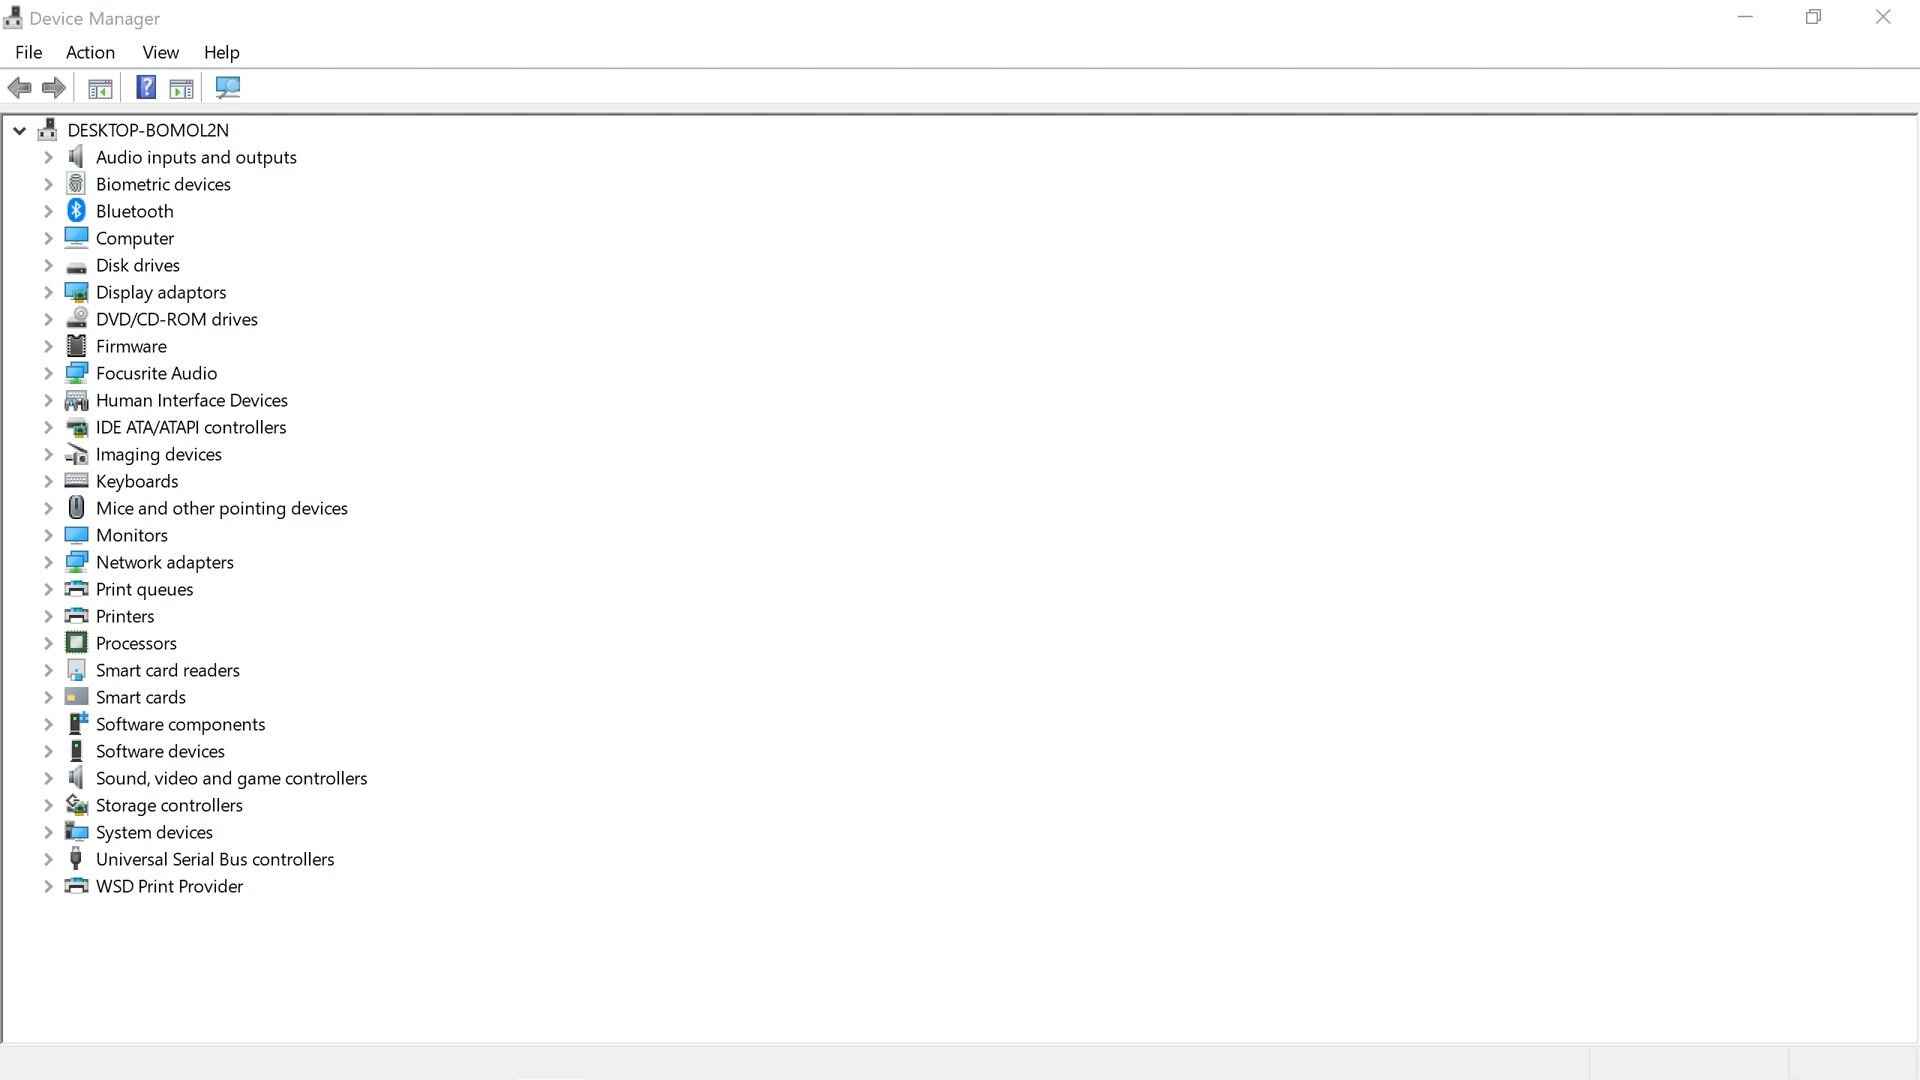 Device Manager
File Action View Help
DESKTOP-BOMOL2N
Audio inputs and outputs
Biometric devices
Bluetooth
Computer
Disk drives
Display adaptors
DVD/CD-ROM drives
Firmware
Focusrite Audio
Human Interface Devices
IDE ATA/ATAPI controllers
Imaging devices
Keyboards
Mice and other pointing devices
Monitors
Network adapters
Print queues
Printers
Processors
Smart card readers
Smart cards
Software components
Software devices
Sound, video and game controllers
Storage controllers
System devices
Universal Serial Bus controllers
WSD Print Provider